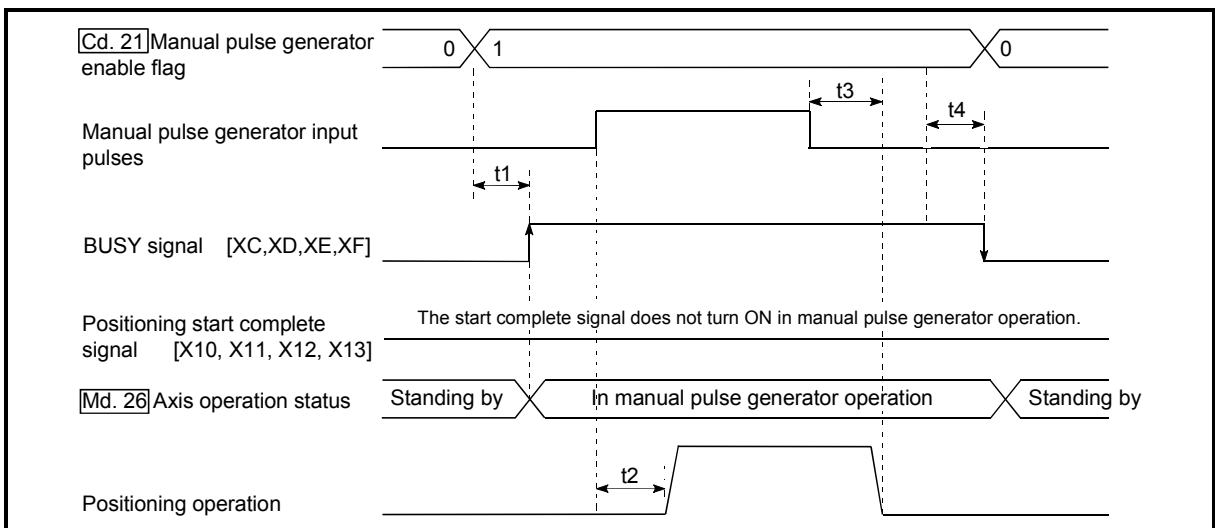 Cd. 21 Manual pulse generator
enable flag
0 1 0
t3
t4
Manual pulse generator input
pulses
t1
BUSY signal [XC,XD,XE,XF]
Positioning start complete
signal [X10, X11, X12, X13]
The start complete signal does not turn ON in manual pulse generator operation.
Md. 26 Axis operation status
Standing by In manual pulse generator operation Standing by
t2
Positioning operation